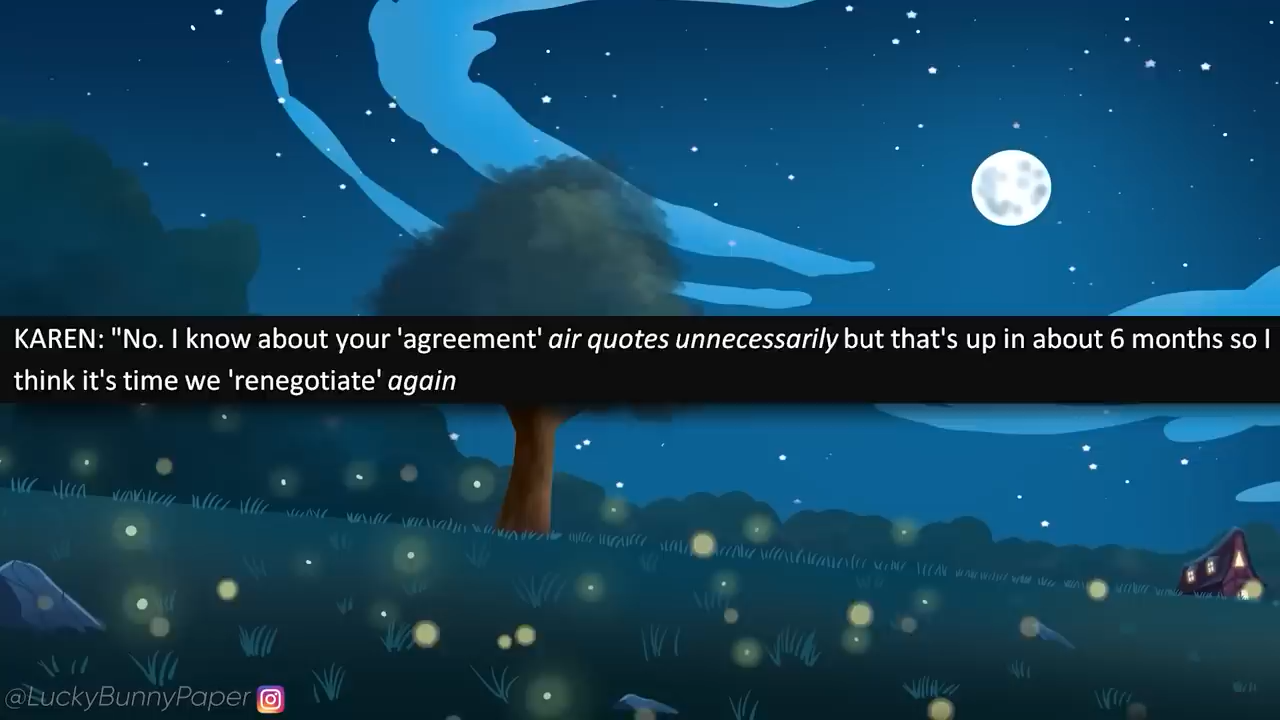 KAREN: "No. I know about your 'agreement' air quotes unnecessarily but that's up in about 6 months so I
think it's time we 'renegotiate' again
@LuckyBunnyPaper